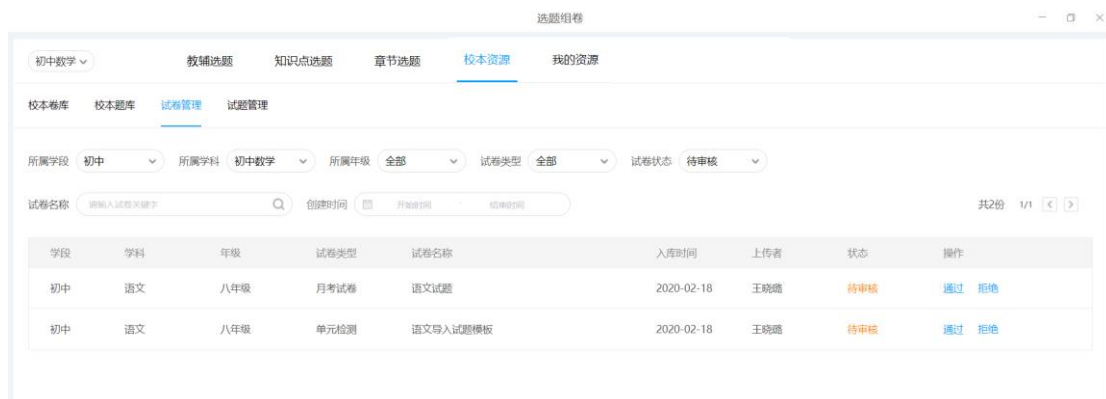 选题组卷
初中数学 教辅选题 知识点选题 章节选题 校本资源 我的资源
校本卷库 校本题库 试卷管理 试题管理
所属学段 初中 所属学科 初中数学 所属年级 全部 试卷类型 全部 试卷状态 待审核
试卷名称 请输入试卷关键字 创建时间 开始时间 - 结束时间 共2份 1/1 < >
学段 学科 年级 试卷类型 试卷名称 入库时间 上传者 状态 操作
初中 语文 八年级 月考试卷 语文试题 2020-02-18 王晓璐 待审核 通过 拒绝
初中 语文 八年级 单元检测 语文导入试题模板 2020-02-18 王晓璐 待审核 通过 拒绝